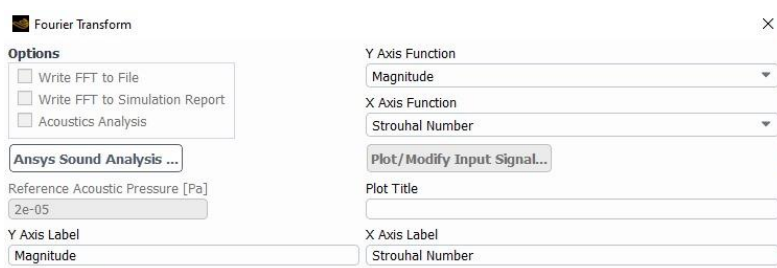 Fourier Transform
Options
Write FFT to File
Write FFT to Simulation Report
Acoustics Analysis
Ansys Sound Analysis ...
Reference Acoustic Pressure [Pa]
2e-05
Y Axis Label
Magnitude
Y Axis Function
Magnitude
X Axis Function
Strouhal Number
Plot/Modify Input Signal...
Plot Title
X Axis Label
Strouhal Number